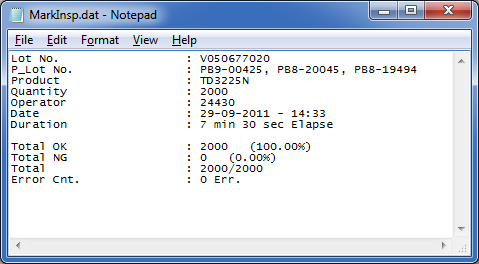 MarkInsp.dat - Notepad
File Edit Format View Help
Lot No. : V050677020
P_Lot No. : PB9-00425, PB8-20045, PB8-19494
Product : TD3225N
Quantity : 2000
Operator : 24430
Date : 29-09-2011 - 14:33
Duration : 7 min 30 sec Elapse
Total OK : 2000 (100.00%)
Total NG : 0 (0.00%)
Total : 2000/2000
Error Cnt. : 0 Err.